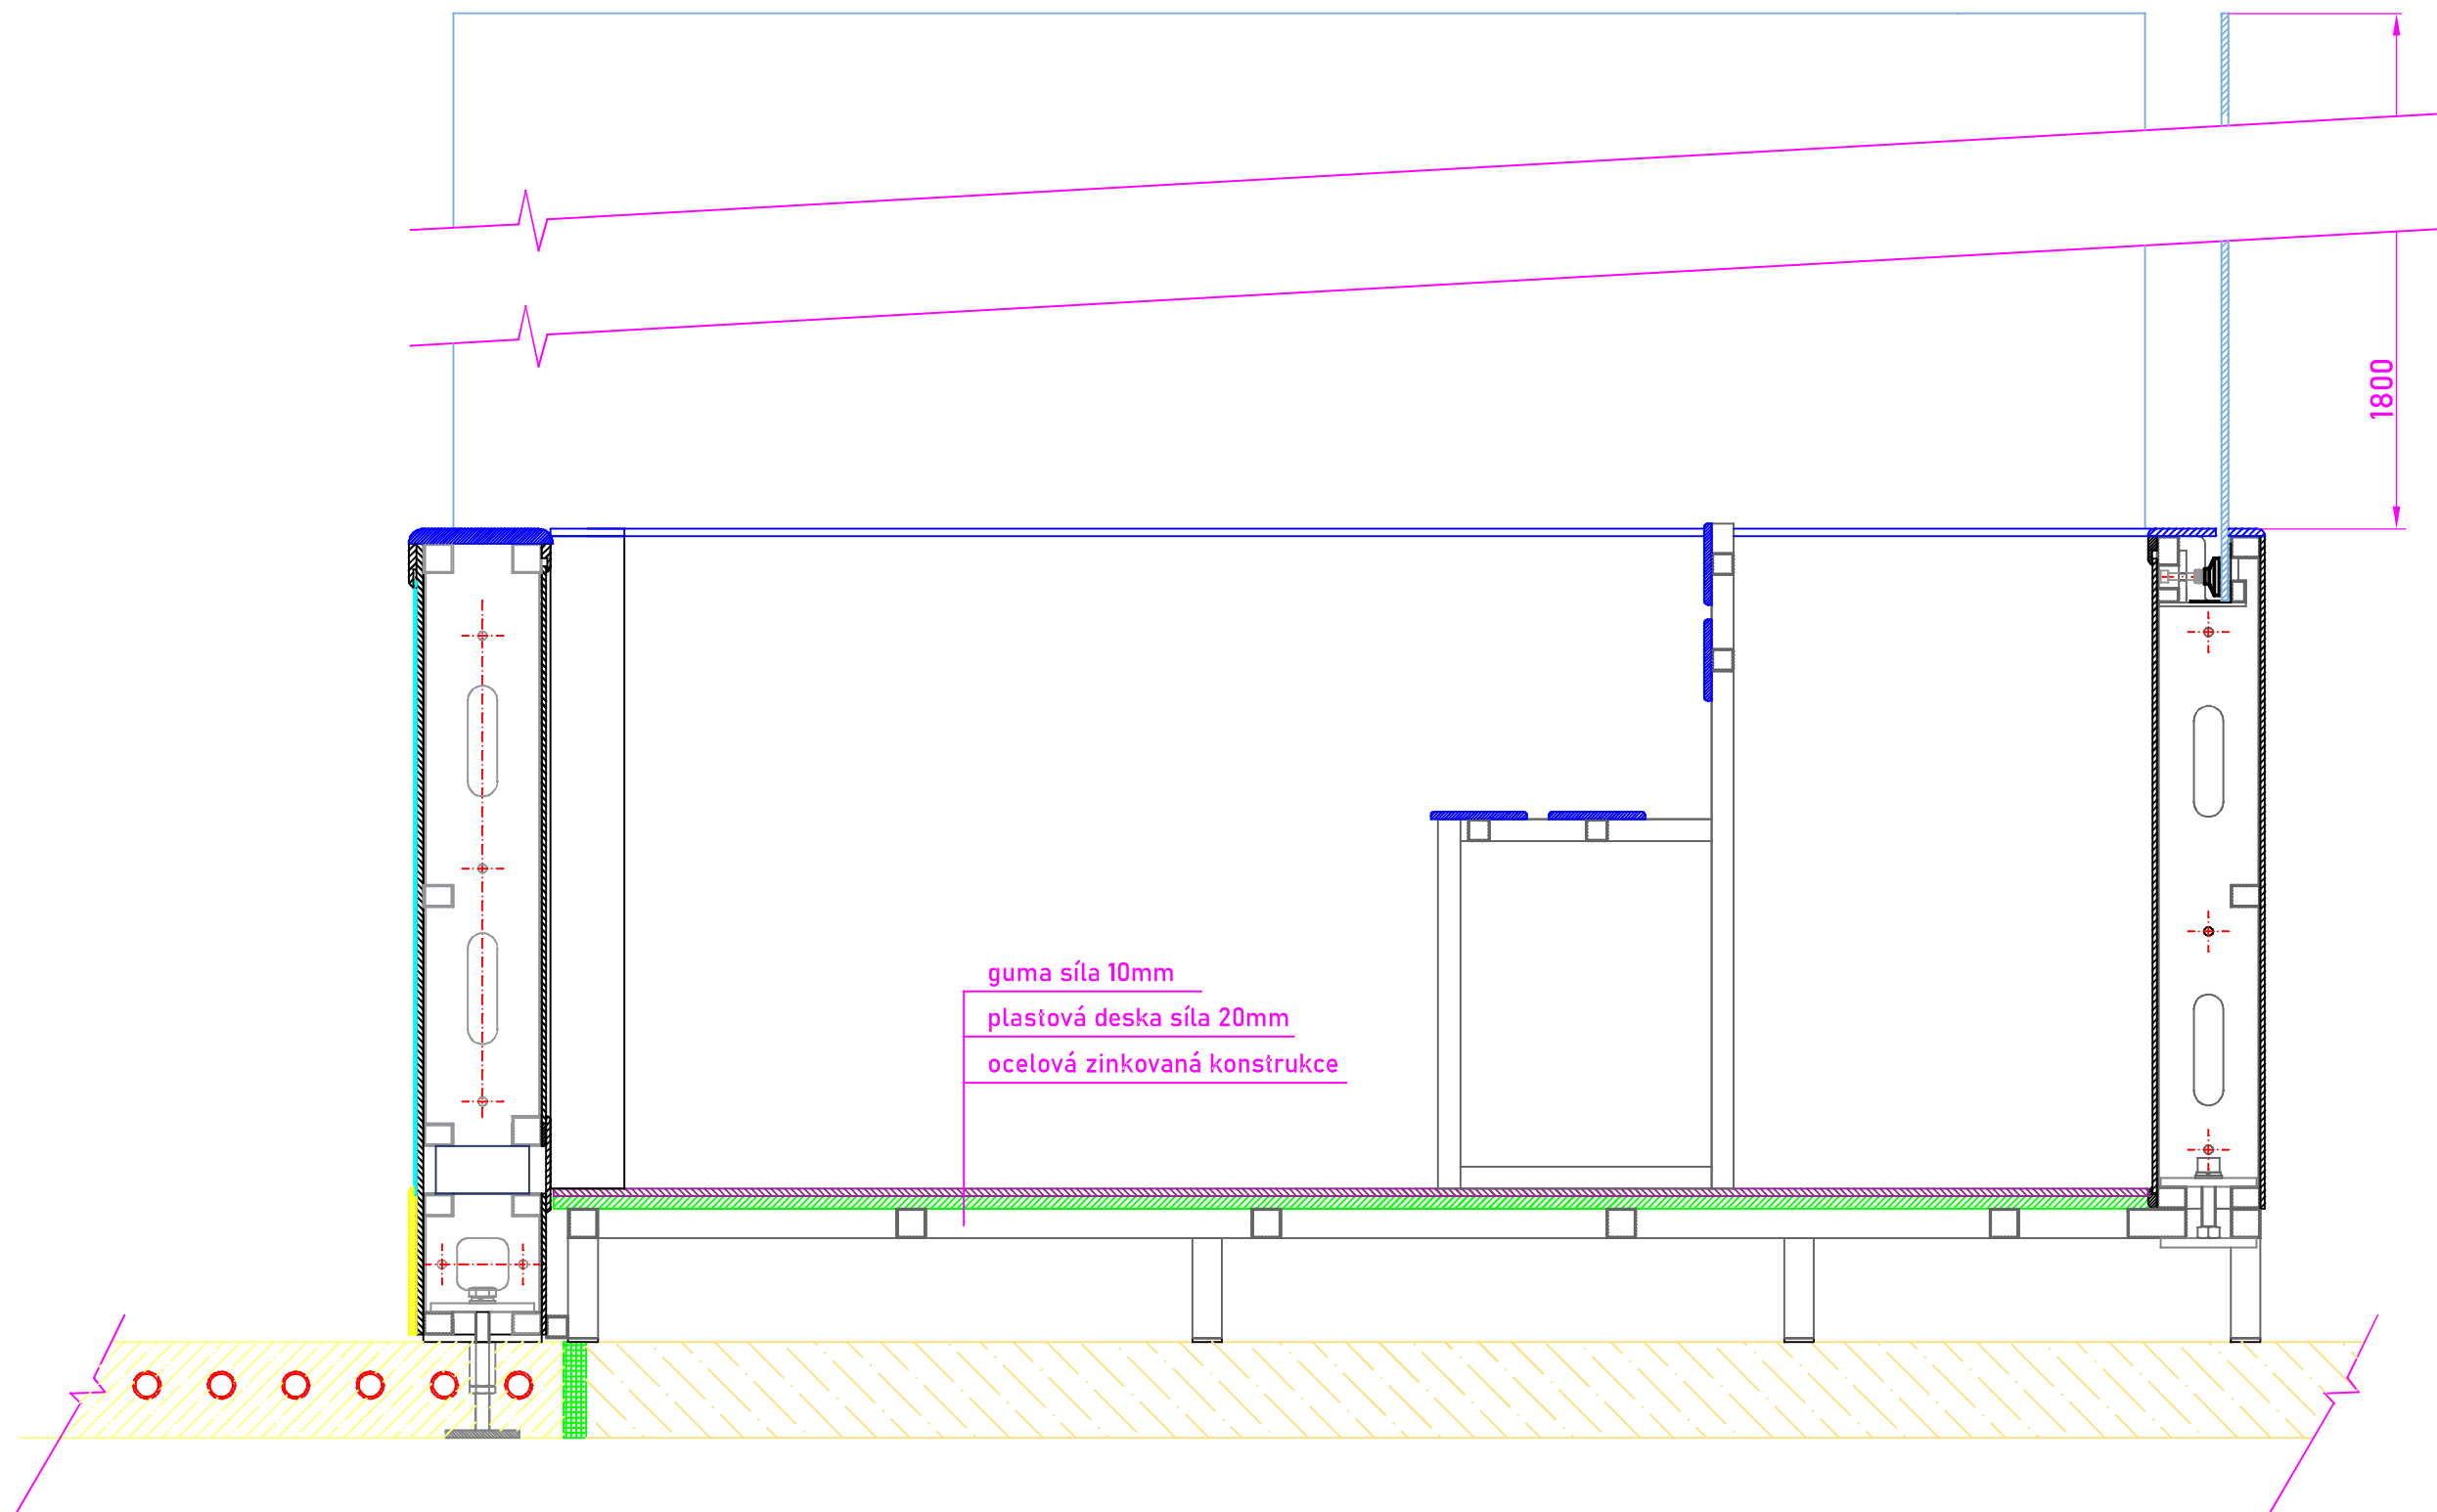 1800
guma síla 10mm
plastová deska síla 20mm
ocelová zinkovaná konstrukce